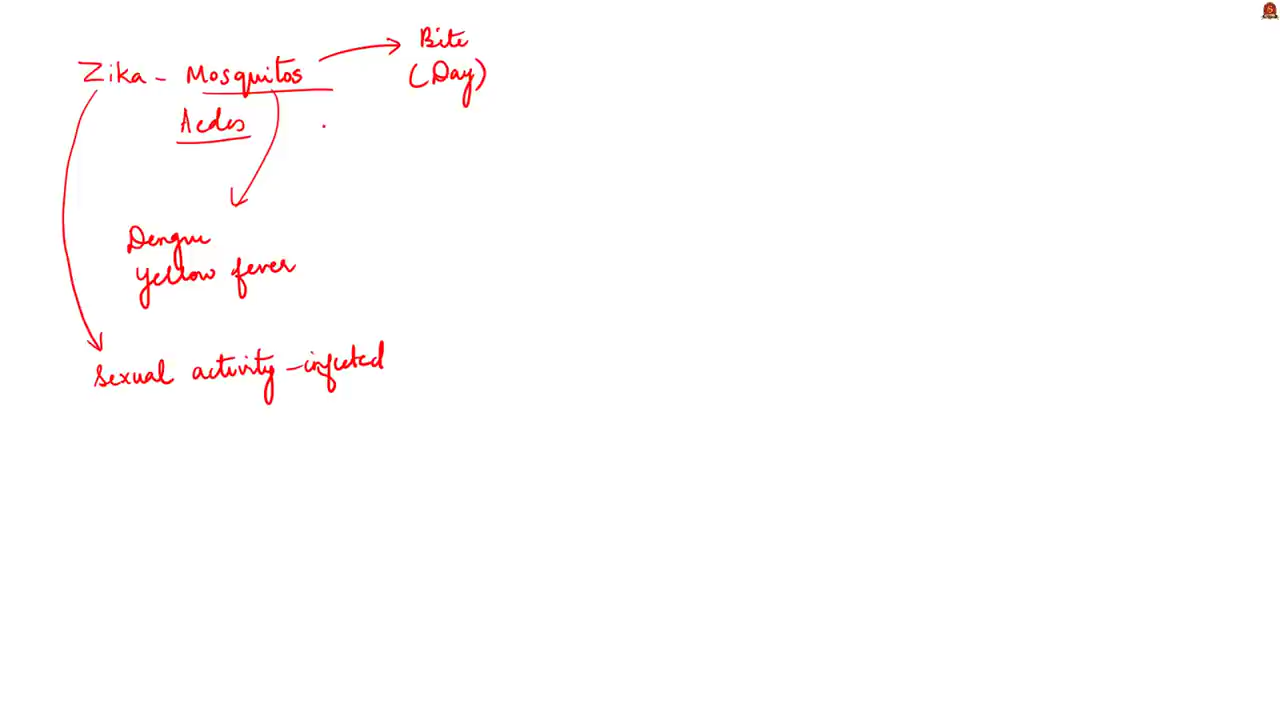 Zika - Mosquitos
Bite
(Day)
Aedes
Dengue
Yellow fever
Sexual activity - infected